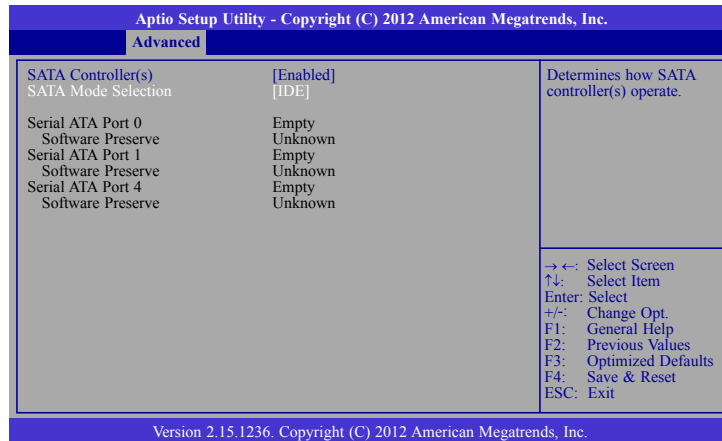 Aptio Setup Utility - Copyright (C) 2012 American Megatrends, Inc.
Advanced
SATA Controller(s) [Enabled]
SATA Mode Selection [IDE]
Serial ATA Port 0 Empty
Software Preserve Unknown
Serial ATA Port 1 Empty
Software Preserve Unknown
Serial ATA Port 4 Empty
Software Preserve Unknown
Determines how SATA
controller(s) operate.
→ ←: Select Screen
↑↓: Select Item
Enter: Select
+/-: Change Opt.
F1: General Help
F2: Previous Values
F3: Optimized Defaults
F4: Save & Reset
ESC: Exit
Version 2.15.1236. Copyright (C) 2012 American Megatrends, Inc.